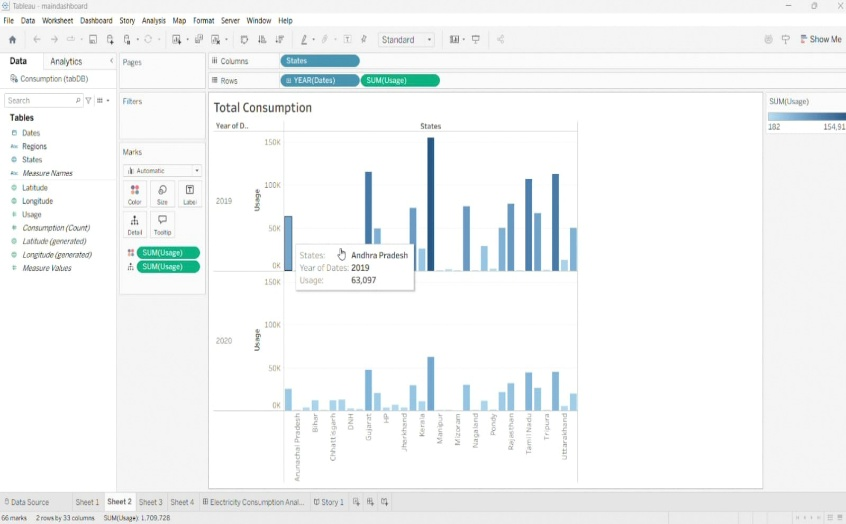 Tableau - maindashboard
File Data Worksheet Dashboard Story Analysis Map Format Server Window Help
Standard
Show Me
Data Analytics
Pages
Columns States
Consumption (tabDB)
Rows YEAR(Dates) SUM(Usage)
Search
Filters
Total Consumption
SUM(Usage)
182 154,91
Tables
Year of D..
States
Dates
Abc Regions
States
Abc Measure Names
Latitude
Longitude
Usage
Consumption (Count)
Latitude (generated)
Longitude (generated)
Measure Values
Marks
Automatic
Color Size Label
Detail Tooltip
SUM(Usage)
SUM(Usage)
2019
Usage
150K
100K
50K
0K
States: Andhra Pradesh
Year of Dates: 2019
Usage: 63,097
2020
Usage
150K
100K
50K
0K
Arunachal Pradesh
Bihar
Chhattisgarh
DNH
Gujarat
HP
Jharkhand
Kerala
Manipur
Mizoram
Nagaland
Pondy
Rajasthan
Tamil Nadu
Tripura
Uttarakhand
Data Source Sheet 1 Sheet 2 Sheet 3 Sheet 4 Electricity Consumption Anal... Story 1
66 marks 2 rows by 33 columns SUM(Usage): 1,709,728